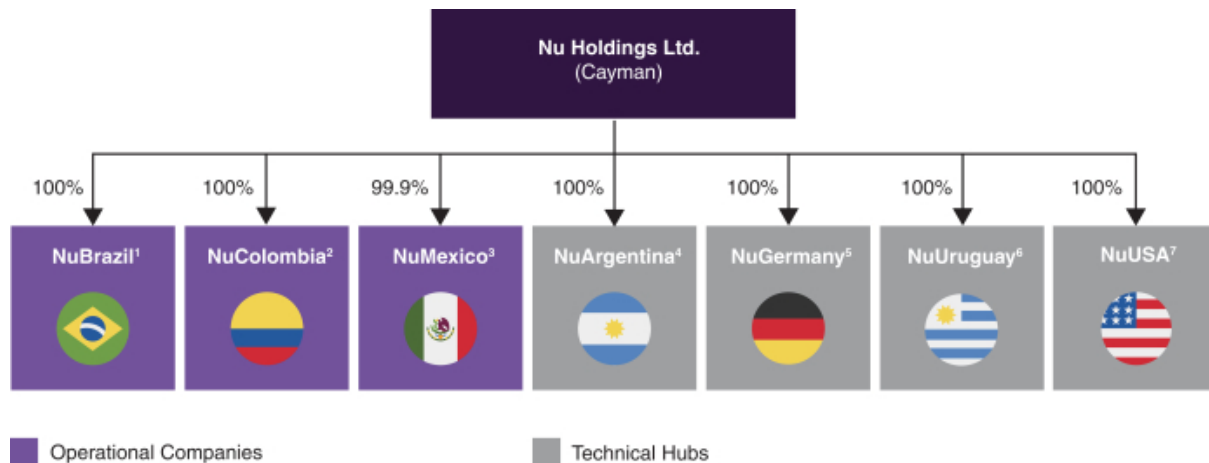 Nu Holdings Ltd.
(Cayman)
100% 100% 99.9% 100% 100% 100% 100%
NuBrazil¹ NuColombia² NuMexico³ NuArgentina⁴ NuGermany⁵ NuUruguay⁶ NuUSA⁷
Operational Companies Technical Hubs